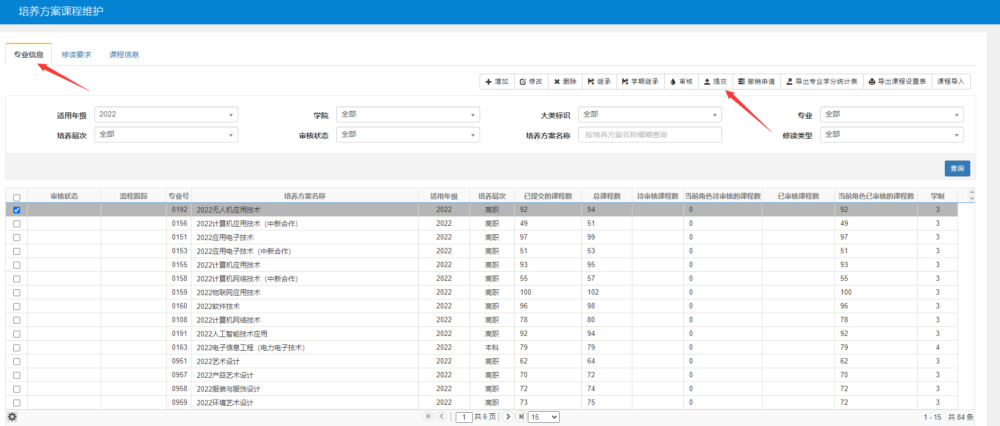 培养方案课程维护
专业信息 修读要求 课程信息
增加 修改 删除 继承 学期继承 审核 提交 撤销申请 导出专业学分统计表 导出课程设置表 课程导入
适用年级 2022 学院 全部 大类标识 全部 专业 全部
培养层次 全部 审核状态 全部 培养方案名称 按培养方案名称模糊查询 修读类型 全部
查询
审核状态 流程跟踪 专业号 培养方案名称 适用年级 培养层次 已提交的课程数 总课程数 待审核课程数 当前角色待审核的课程数 已审核课程数 当前角色已审核的课程数 学制
0192 2022无人机应用技术 2022 高职 92 94 0 92 3
0156 2022计算机应用技术（中新合作） 2022 高职 49 51 0 49 3
0151 2022应用电子技术 2022 高职 97 99 0 97 3
0153 2022应用电子技术（中新合作） 2022 高职 51 53 0 51 3
0155 2022计算机应用技术 2022 高职 93 95 0 93 3
0158 2022计算机网络技术（中新合作） 2022 高职 55 57 0 55 3
0159 2022物联网应用技术 2022 高职 100 102 0 100 3
0160 2022软件技术 2022 高职 96 98 0 96 3
0108 2022计算机网络技术 2022 高职 78 80 0 78 3
0191 2022人工智能技术应用 2022 高职 92 94 0 92 3
0163 2022电子信息工程（电力电子技术） 2022 本科 79 79 0 79 4
0951 2022艺术设计 2022 高职 62 64 0 62 3
0957 2022产品艺术设计 2022 高职 70 72 0 70 3
0958 2022服装与服饰设计 2022 高职 72 74 0 72 3
0959 2022环境艺术设计 2022 高职 73 75 0 72 3
1 共 6 页 15 1 - 15 共 84 条